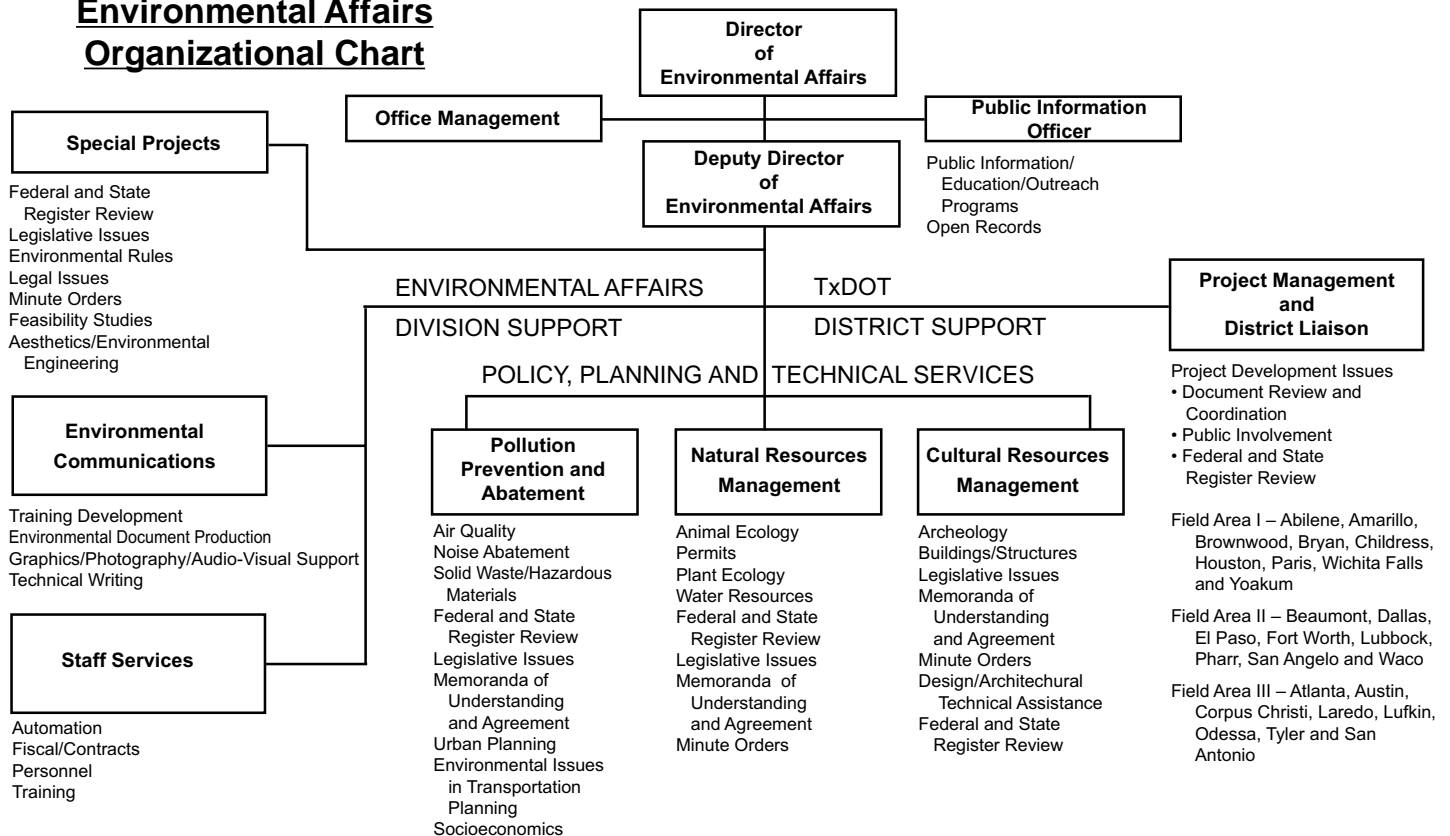 Environmental Affairs
Organizational Chart
Director
of
Environmental Affairs
Office Management
Public Information
Officer
Public Information/
Education/Outreach
Programs
Open Records
Deputy Director
of
Environmental Affairs
Special Projects
Federal and State
Register Review
Legislative Issues
Environmental Rules
Legal Issues
Minute Orders
Feasibility Studies
Aesthetics/Environmental
Engineering
ENVIRONMENTAL AFFAIRS
DIVISION SUPPORT
TxDOT
DISTRICT SUPPORT
Project Management
and
District Liaison
Project Development Issues
• Document Review and
Coordination
• Public Involvement
• Federal and State
Register Review
Field Area I – Abilene, Amarillo,
Brownwood, Bryan, Childress,
Houston, Paris, Wichita Falls
and Yoakum
Field Area II – Beaumont, Dallas,
El Paso, Fort Worth, Lubbock,
Pharr, San Angelo and Waco
Field Area III – Atlanta, Austin,
Corpus Christi, Laredo, Lufkin,
Odessa, Tyler and San
Antonio
Environmental
Communications
Training Development
Environmental Document Production
Graphics/Photography/Audio-Visual Support
Technical Writing
Staff Services
Automation
Fiscal/Contracts
Personnel
Training
POLICY, PLANNING AND TECHNICAL SERVICES
Pollution
Prevention and
Abatement
Air Quality
Noise Abatement
Solid Waste/Hazardous
Materials
Federal and State
Register Review
Legislative Issues
Memoranda of
Understanding
and Agreement
Urban Planning
Environmental Issues
in Transportation
Planning
Socioeconomics
Natural Resources
Management
Animal Ecology
Permits
Plant Ecology
Water Resources
Federal and State
Register Review
Legislative Issues
Memoranda of
Understanding
and Agreement
Minute Orders
Cultural Resources
Management
Archeology
Buildings/Structures
Legislative Issues
Memoranda of
Understanding
and Agreement
Minute Orders
Design/Architechural
Technical Assistance
Federal and State
Register Review